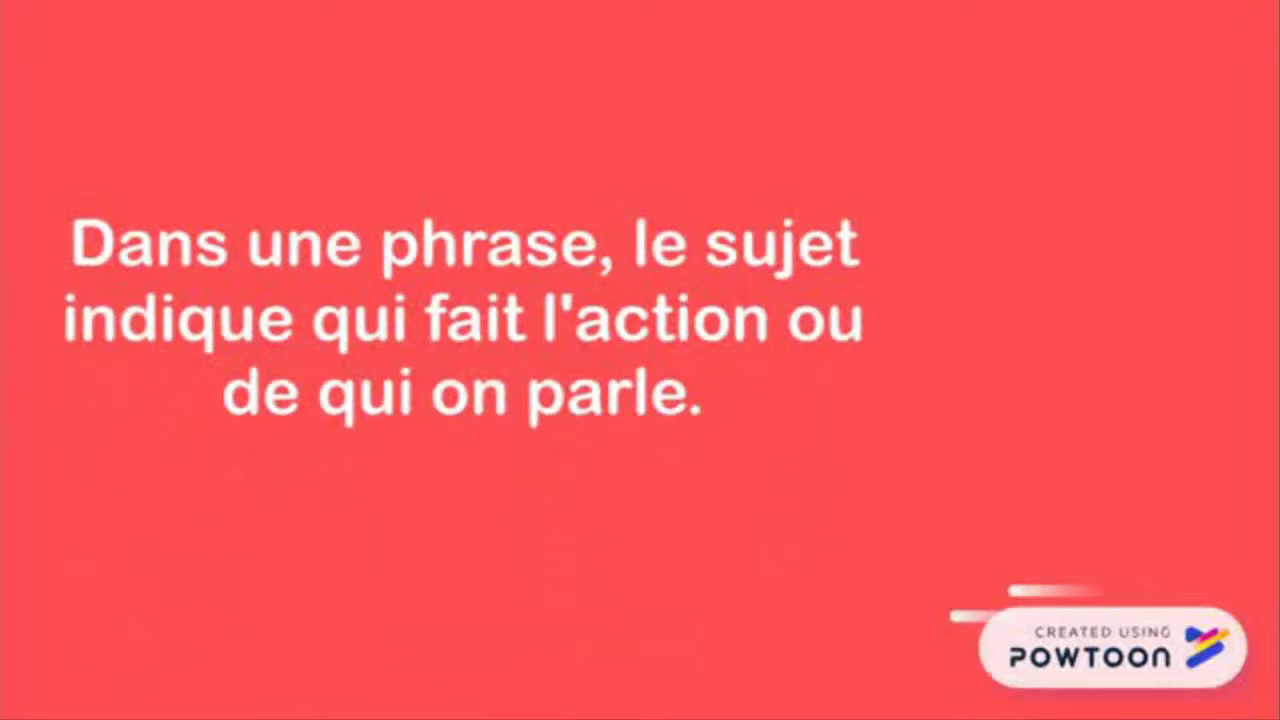 Dans une phrase, le sujet
indique qui fait l'action ou
de qui on parle.
CREATED USING
POWTOON